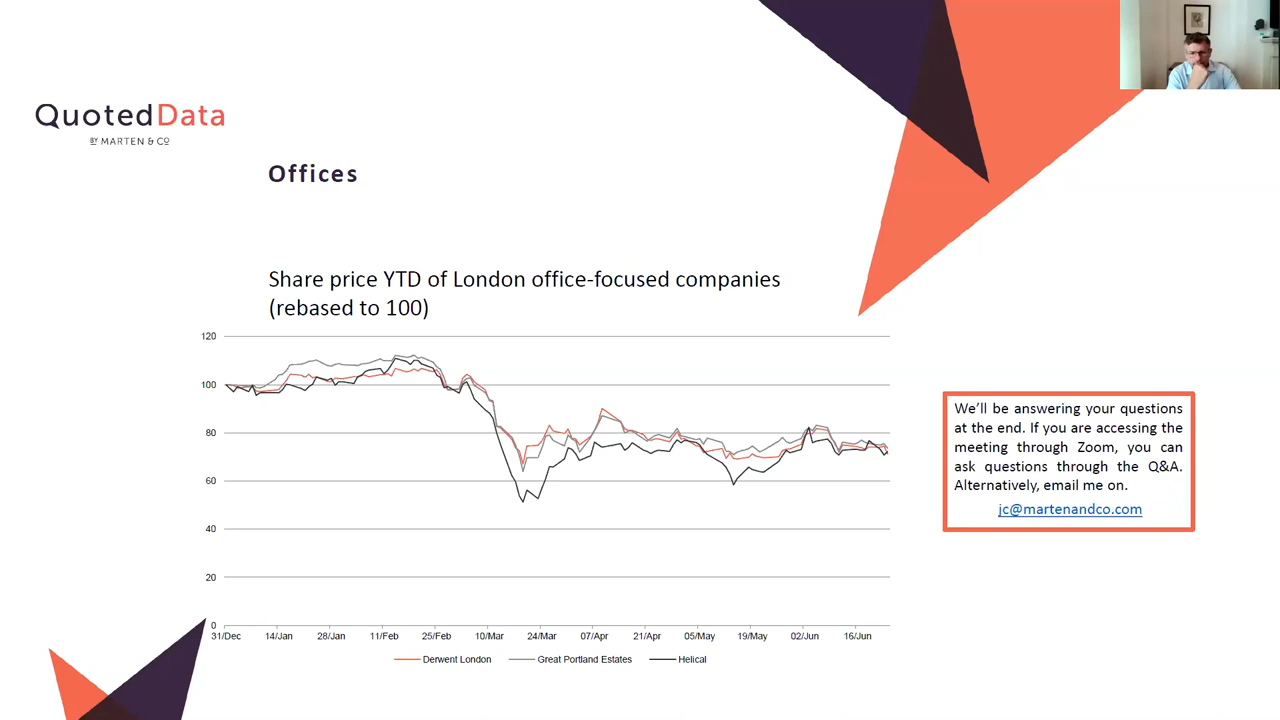 QuotedData
BY MARTEN & CO
Offices
Share price YTD of London office-focused companies
(rebased to 100)
120
100
80
60
40
20
0
31/Dec 14/Jan 28/Jan 11/Feb 25/Feb 10/Mar 24/Mar 07/Apr 21/Apr 05/May 19/May 02/Jun 16/Jun
Derwent London Great Portland Estates Helical
We'll be answering your questions
at the end. If you are accessing the
meeting through Zoom, you can
ask questions through the Q&A.
Alternatively, email me on.
jc@martenandco.com